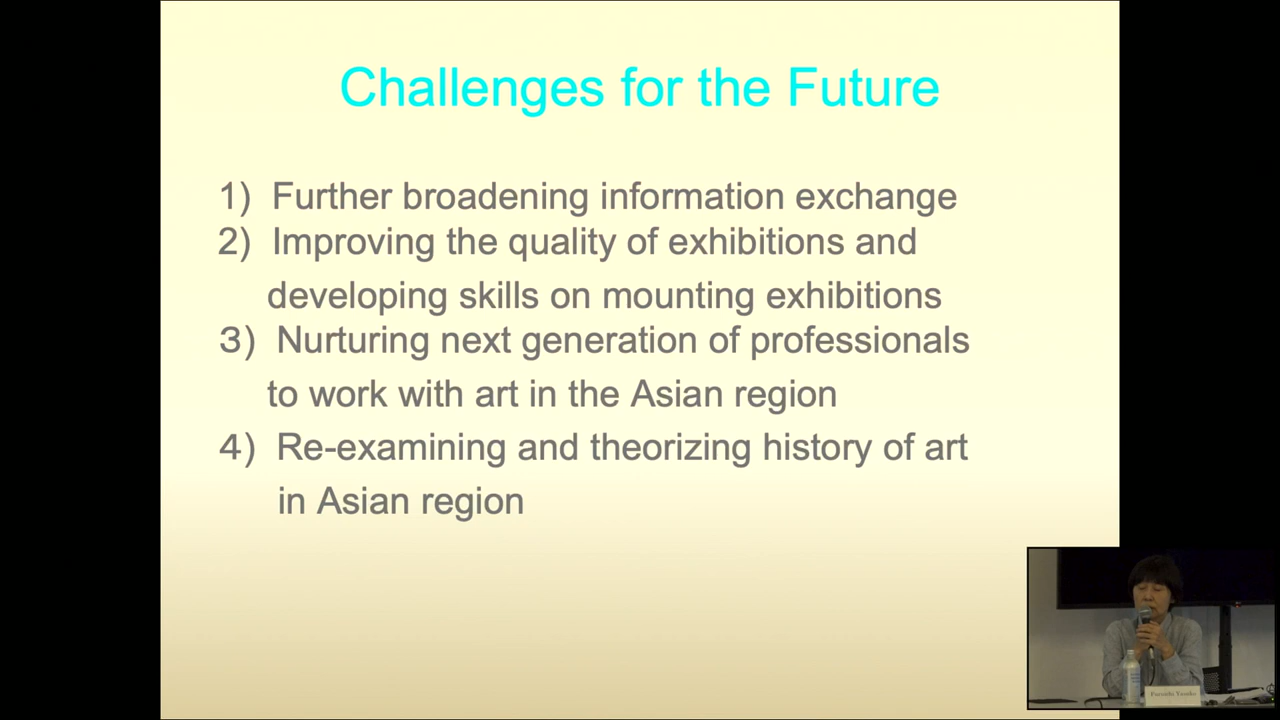 Challenges for the Future
1) Further broadening information exchange
2) Improving the quality of exhibitions and
developing skills on mounting exhibitions
3) Nurturing next generation of professionals
to work with art in the Asian region
4) Re-examining and theorizing history of art
in Asian region